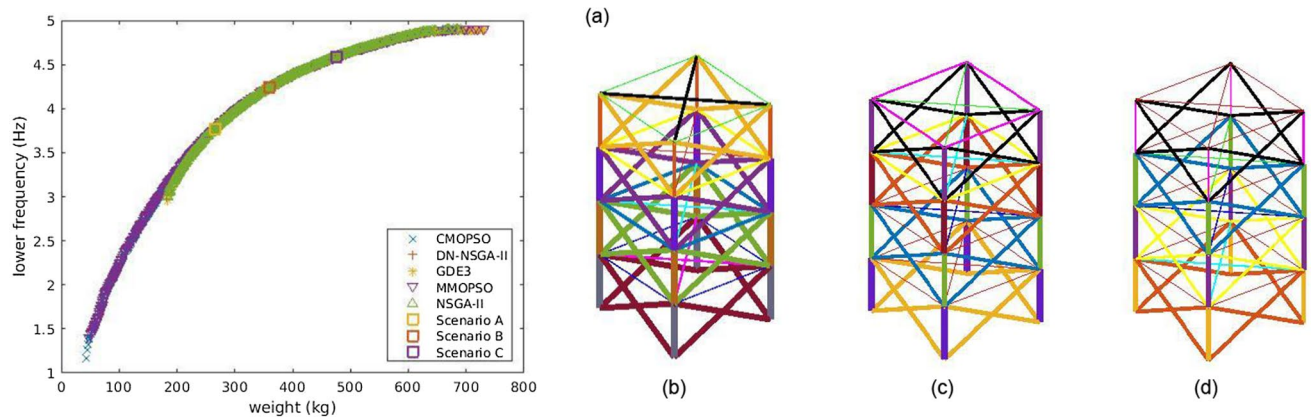 (a)
5
4.5
4
3.5
3
2.5
2
1.5
1
lower frequency (Hz)
CMOPSO
DN-NSGA-II
GDE3
MMOPSO
NSGA-II
Scenario A
Scenario B
Scenario C
0 100 200 300 400 500 600 700 800
weight (kg)
(b) (c) (d)